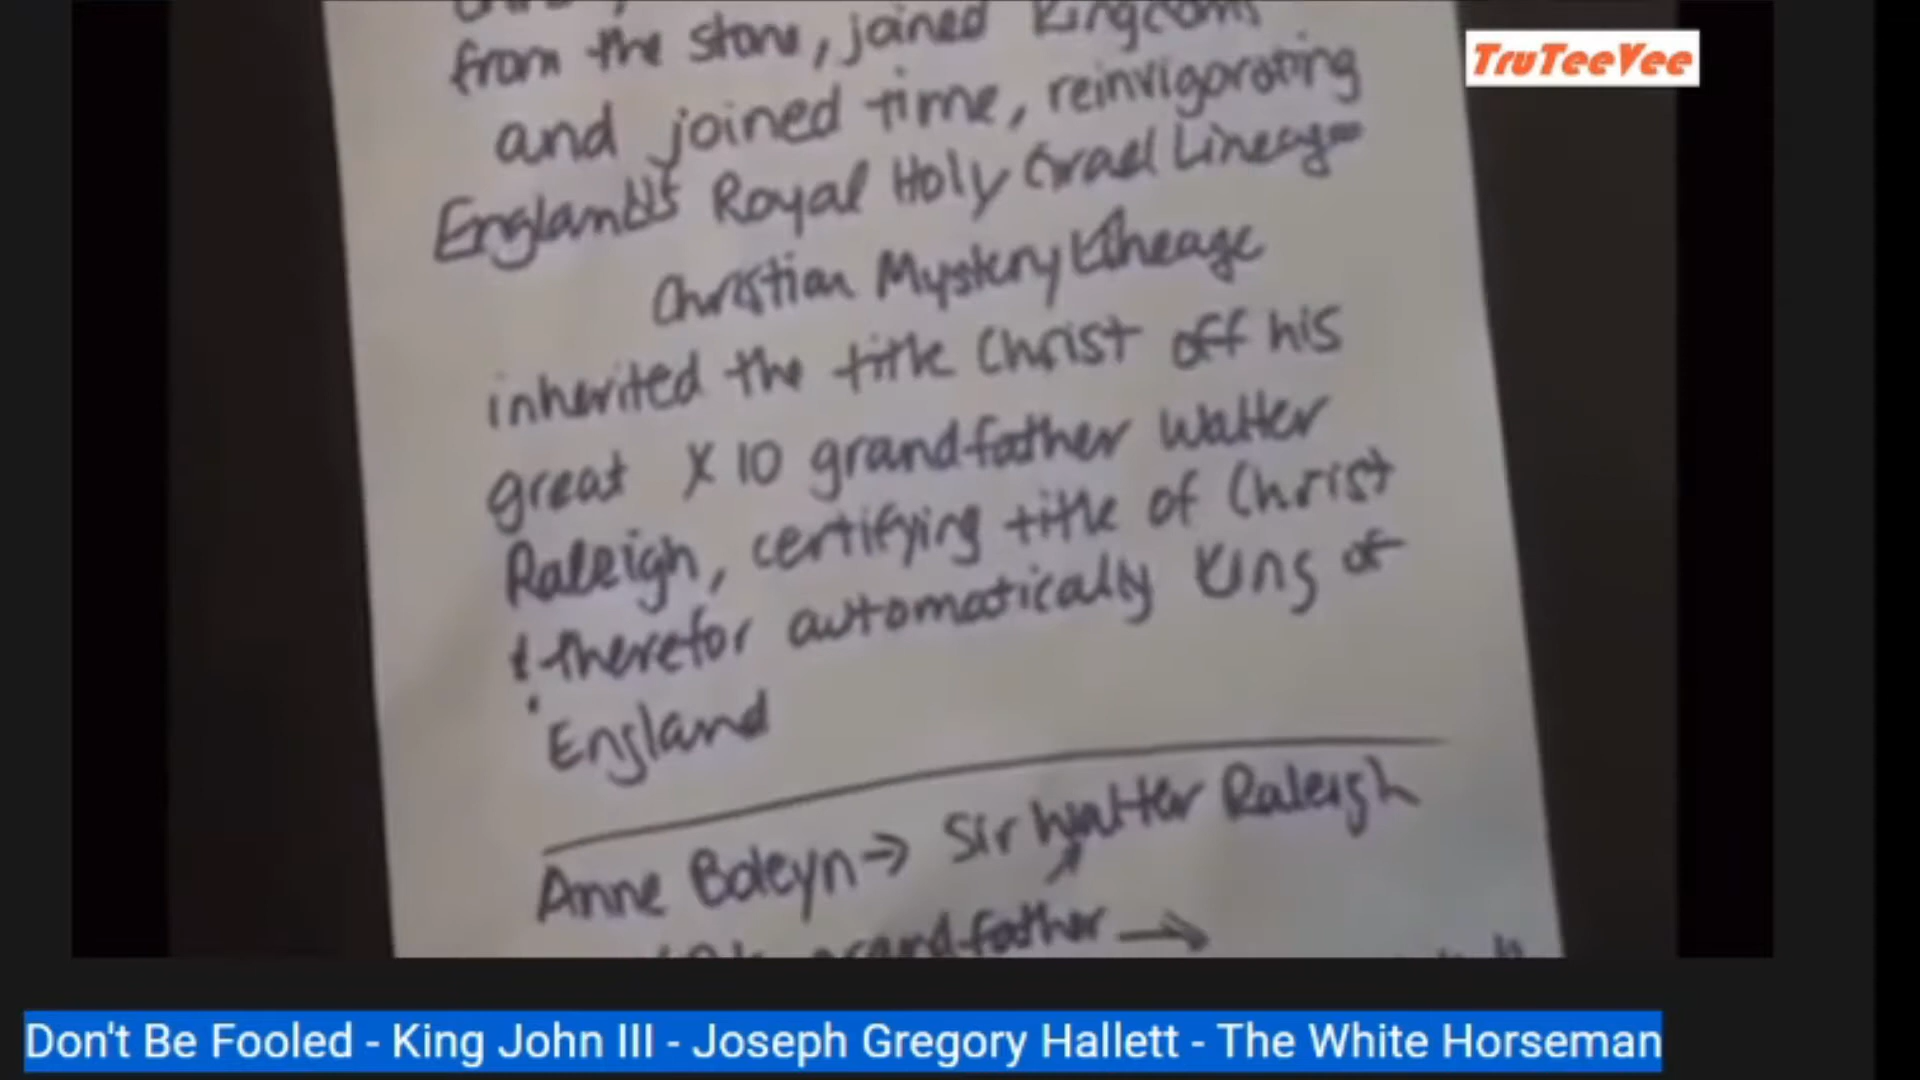 from the stone, joined Kingdoms
TruTeeVee
and joined time, reinvigorating
England's Royal Holy Grael Lineage
Christian Mystery Lineage
inherited the title Christ off his
great x 10 grandfather Walter
Raleigh, certifying title of Christ
& therefor automatically King of
England
Anne Boleyn → Sir Walter Raleigh
grandfather →
Don't Be Fooled - King John III - Joseph Gregory Hallett - The White Horseman